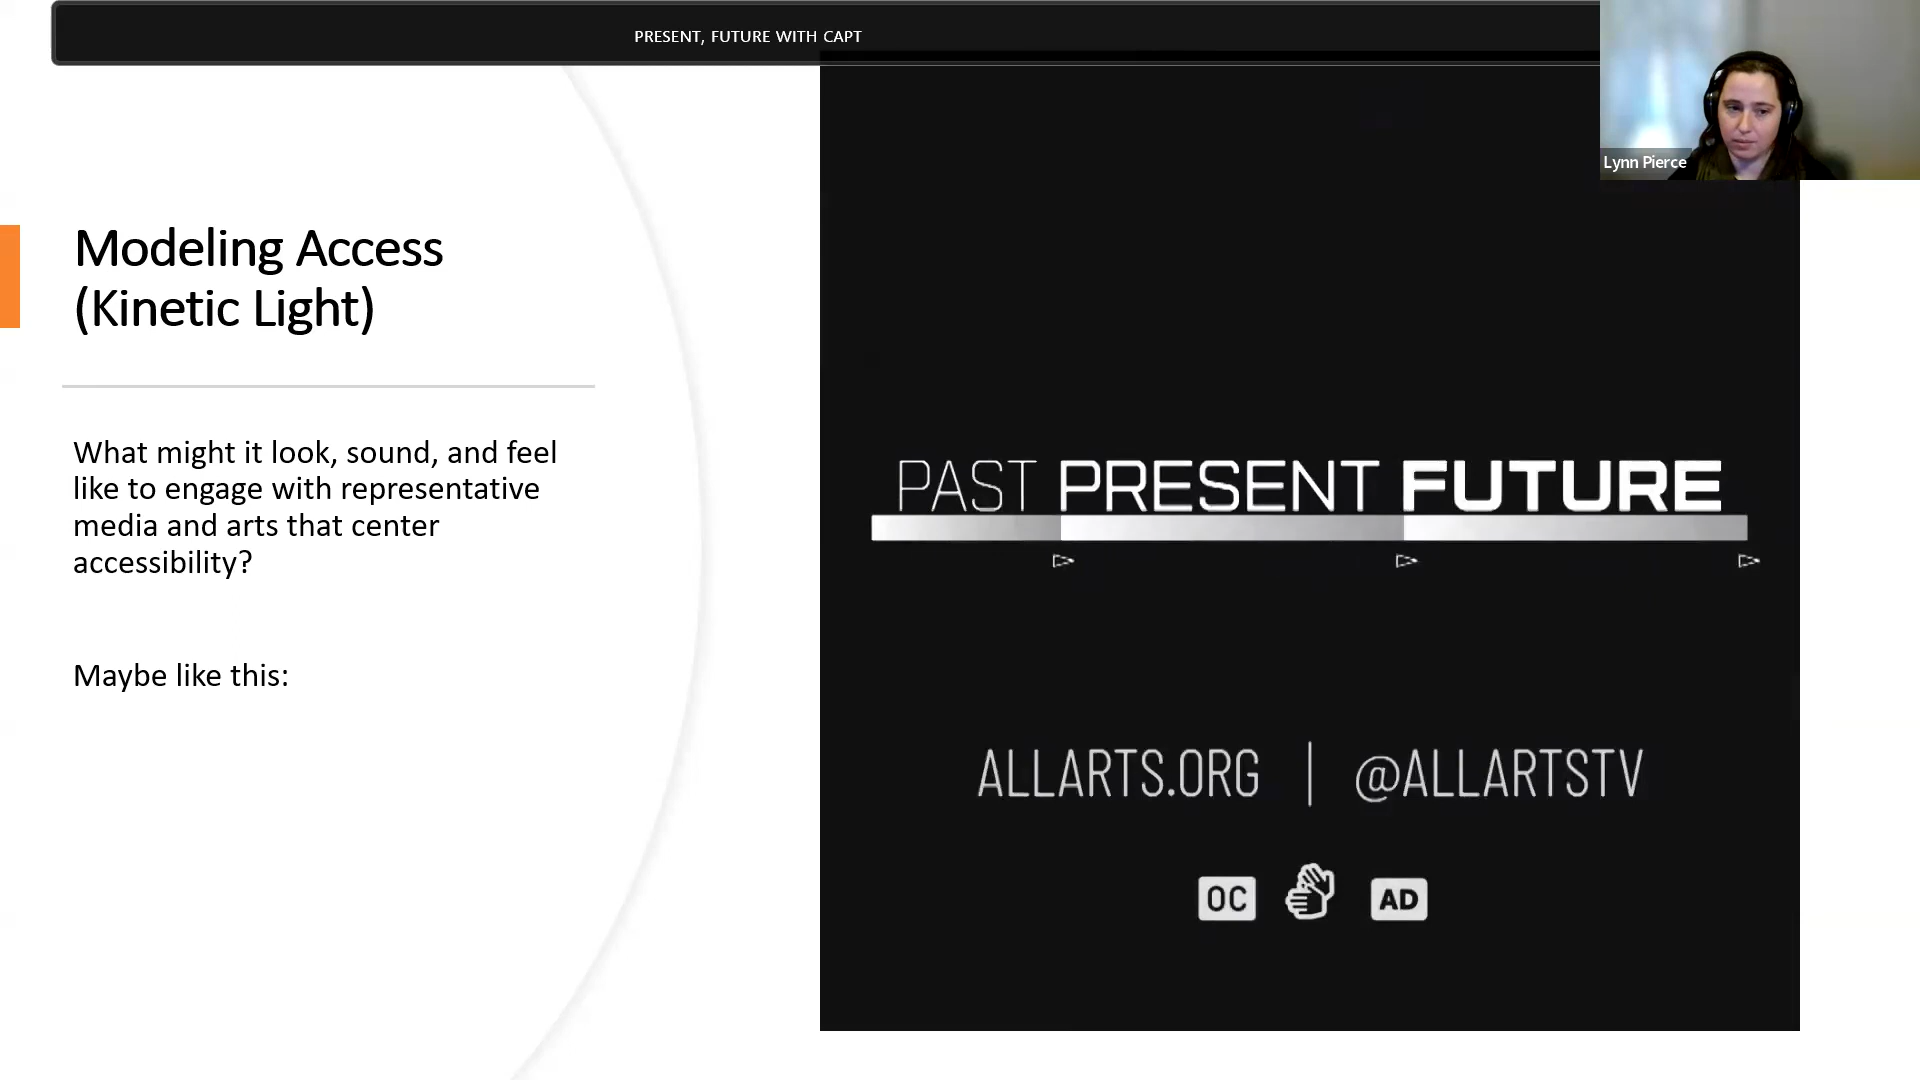 PRESENT, FUTURE WITH CAPT
Lynn Pierce
Modeling Access
(Kinetic Light)
What might it look, sound, and feel
like to engage with representative
media and arts that center
accessibility?
Maybe like this:
PAST PRESENT FUTURE
ALLARTS.ORG | @ALLARTSTV
OC AD